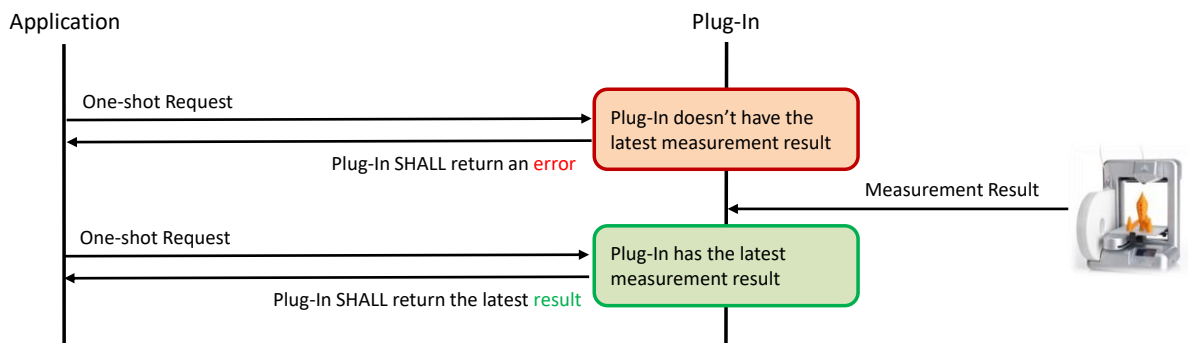 Application
Plug-In
One-shot Request
Plug-In doesn't have the
latest measurement result
Plug-In SHALL return an error
Measurement Result
One-shot Request
Plug-In has the latest
measurement result
Plug-In SHALL return the latest result